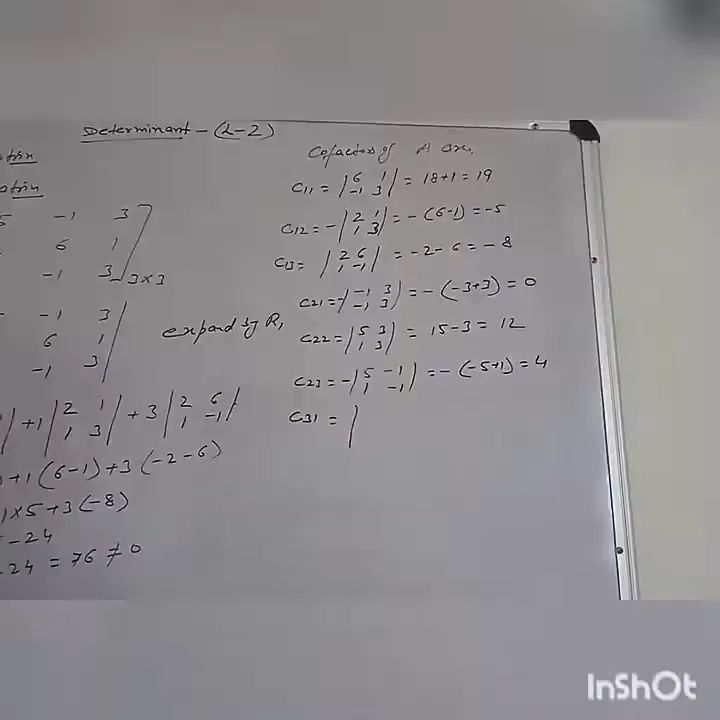 Determinant - (L-2)
5 -1 3
6 1
-1 3 3×3
-1 3
6 1
-1 3
expand by R₁
+1 |2 1 1 3| + 3 |2 6 1 -1|
+1 (6-1) + 3 (-2-6)
1×5+3(-8)
-24
-24 = 76 ≠ 0
Cofactor of A are
C11 = |6 1 -1 3| = 18+1 = 19
C12 = -|2 1 1 3| = -(6-1) = -5
C13 = |2 6 1 -1| = -2-6 = -8
C21 = -|-1 3 -1 3| = -(-3+3) = 0
C22 = |5 3 1 3| = 15-3 = 12
C23 = -|5 -1 1 -1| = -(-5+1) = 4
C31 = |
InShOt